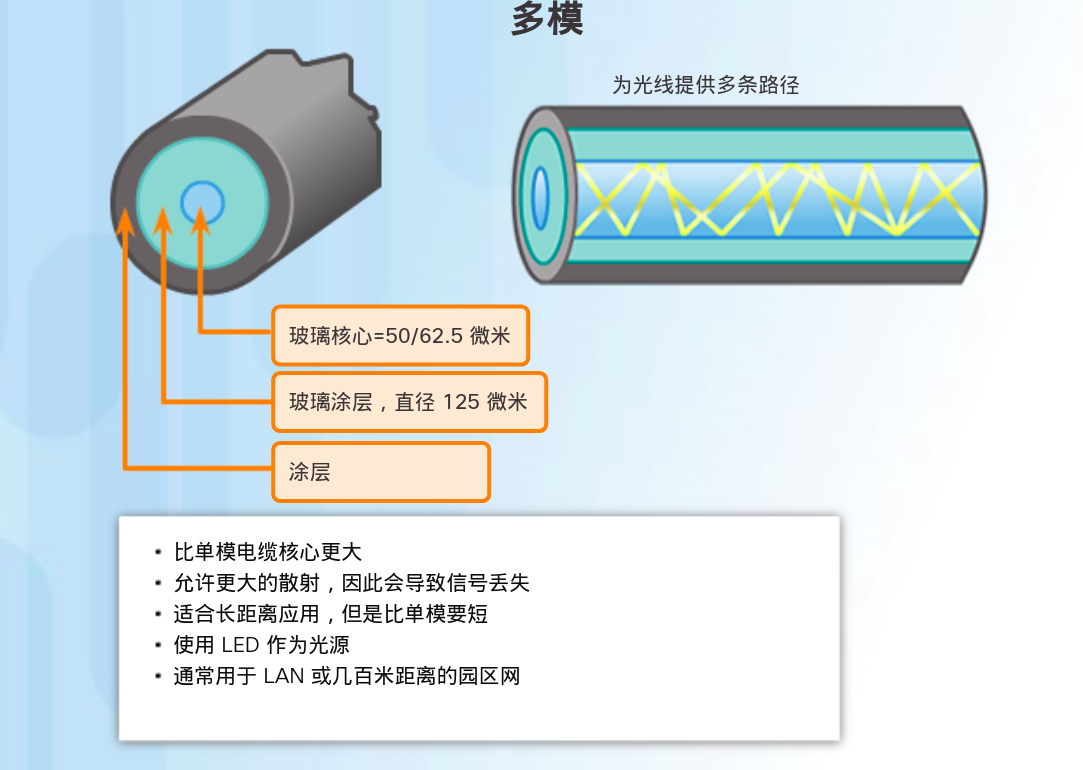 多模
为光线提供多条路径
玻璃核心=50/62.5 微米
玻璃涂层，直径 125 微米
涂层
• 比单模电缆核心更大
• 允许更大的散射，因此会导致信号丢失
• 适合长距离应用，但是比单模要短
• 使用 LED 作为光源
• 通常用于 LAN 或几百米距离的园区网